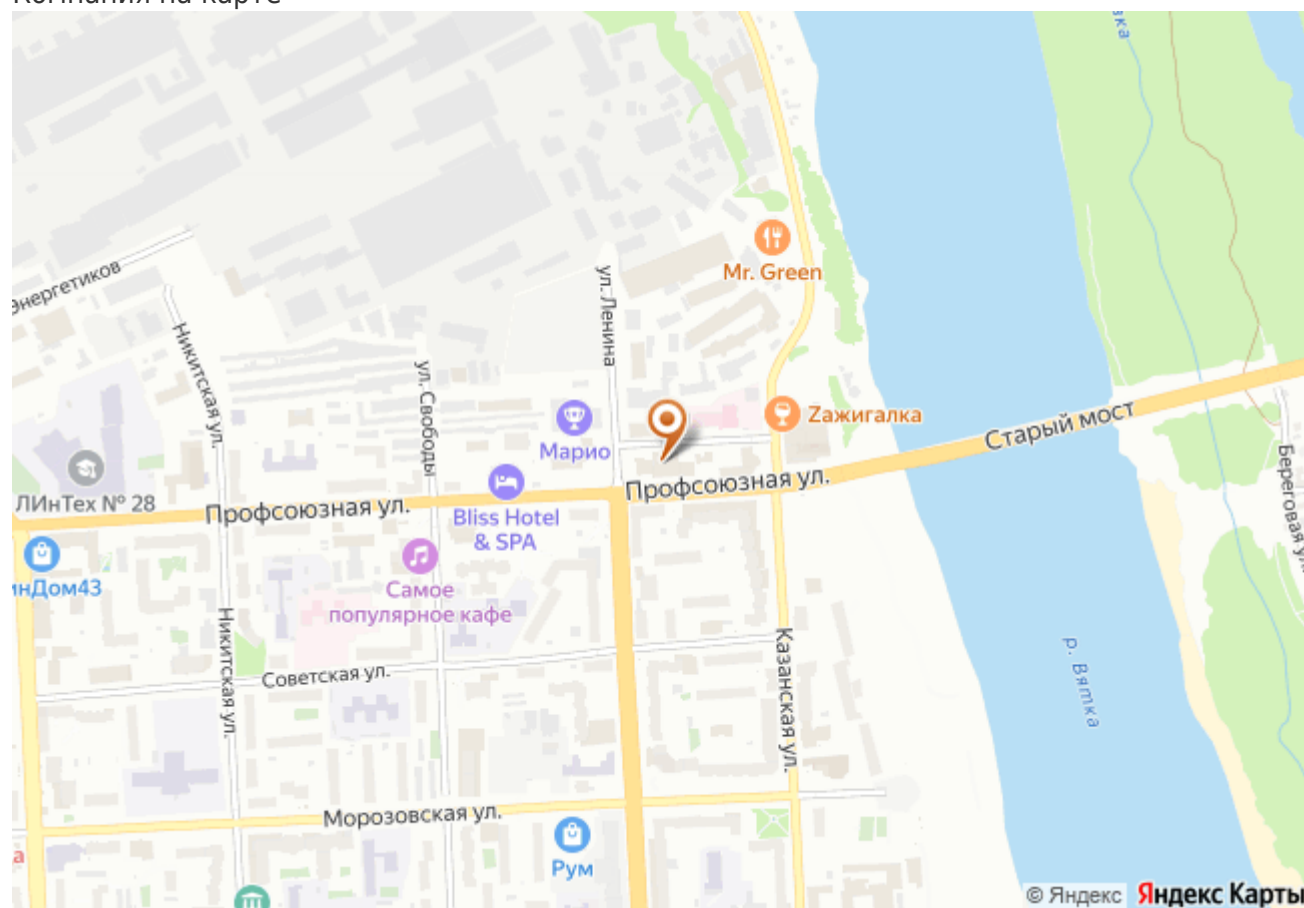 Компания на карте
вка
Mr. Green
ул. Ленина
Энергетиков
Никитская ул.
ул. Свободы
Zажигалка
Старый мост
Марио
Береговая ул.
ЛИнТех № 28
Профсоюзная ул.
Профсоюзная ул.
Bliss Hotel
& SPA
инДом43
Самое
популярное кафе
Никитская ул.
Казанская ул.
р. Вятка
Советская ул.
Морозовская ул.
Рум
а
© Яндекс Яндекс Карты